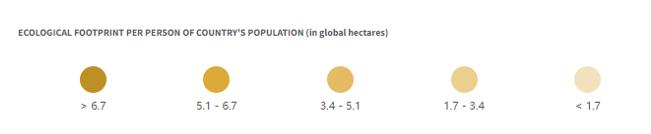 ECOLOGICAL FOOTPRINT PER PERSON OF COUNTRY'S POPULATION (in global hectares)
> 6.7 5.1 - 6.7 3.4 - 5.1 1.7 - 3.4 < 1.7